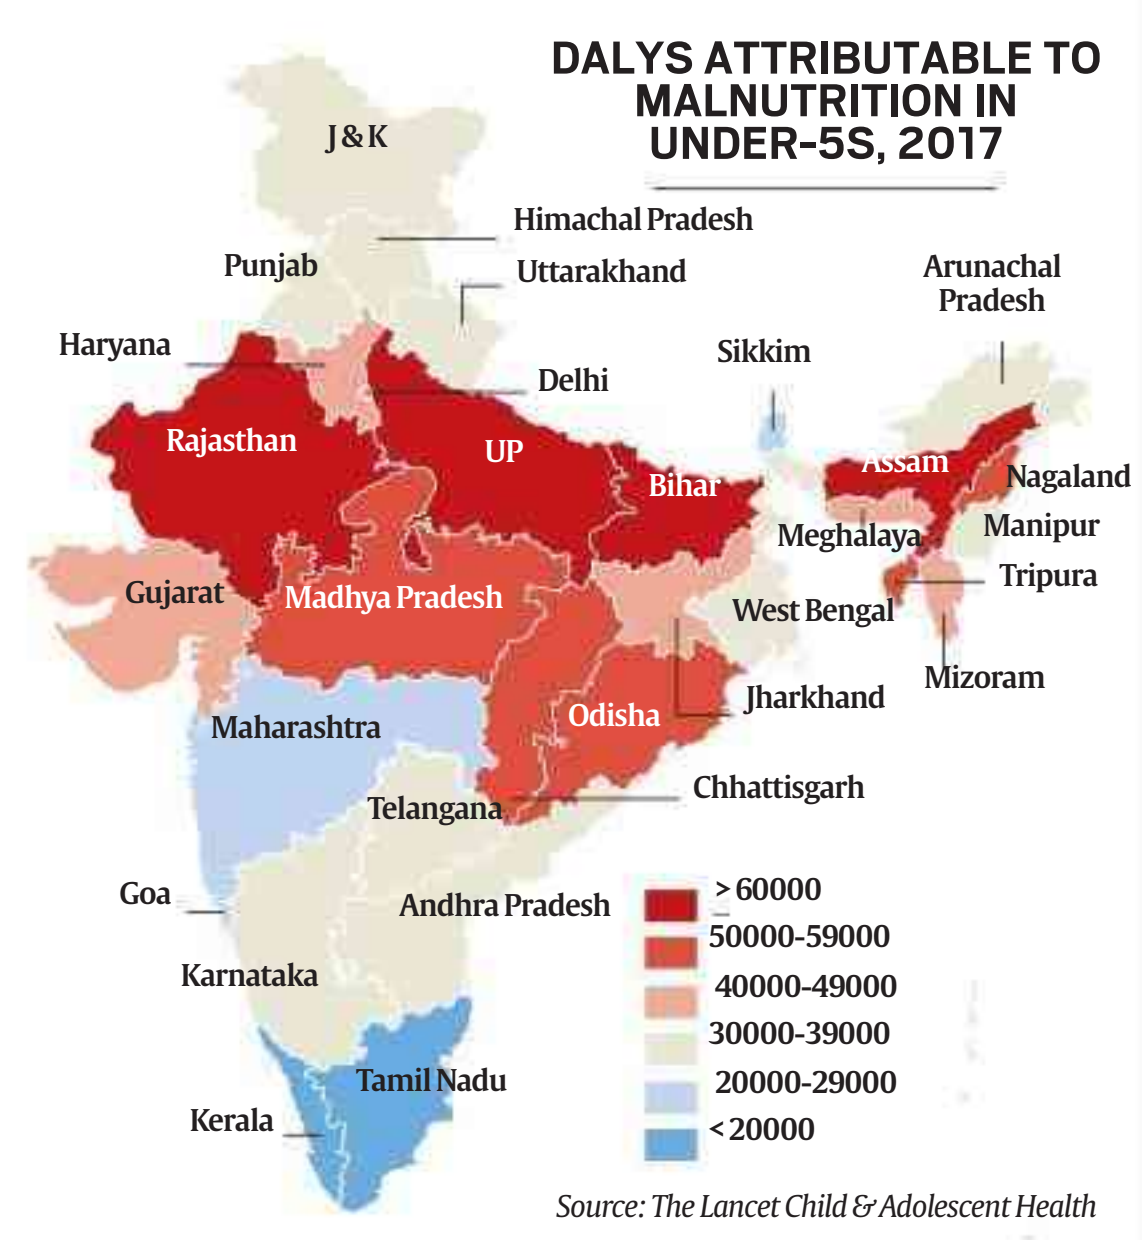 DALYS ATTRIBUTABLE TO
MALNUTRITION IN
UNDER-5S, 2017
J & K
Himachal Pradesh
Punjab
Uttarakhand
Arunachal
Pradesh
Haryana
Sikkim
Delhi
Rajasthan
UP
Bihar
Assam
Nagaland
Manipur
Meghalaya
Tripura
Gujarat
Madhya Pradesh
West Bengal
Mizoram
Jharkhand
Odisha
Maharashtra
Chhattisgarh
Telangana
Goa
Andhra Pradesh
Karnataka
Tamil Nadu
Kerala
> 60000
50000-59000
40000-49000
30000-39000
20000-29000
< 20000
Source: The Lancet Child & Adolescent Health